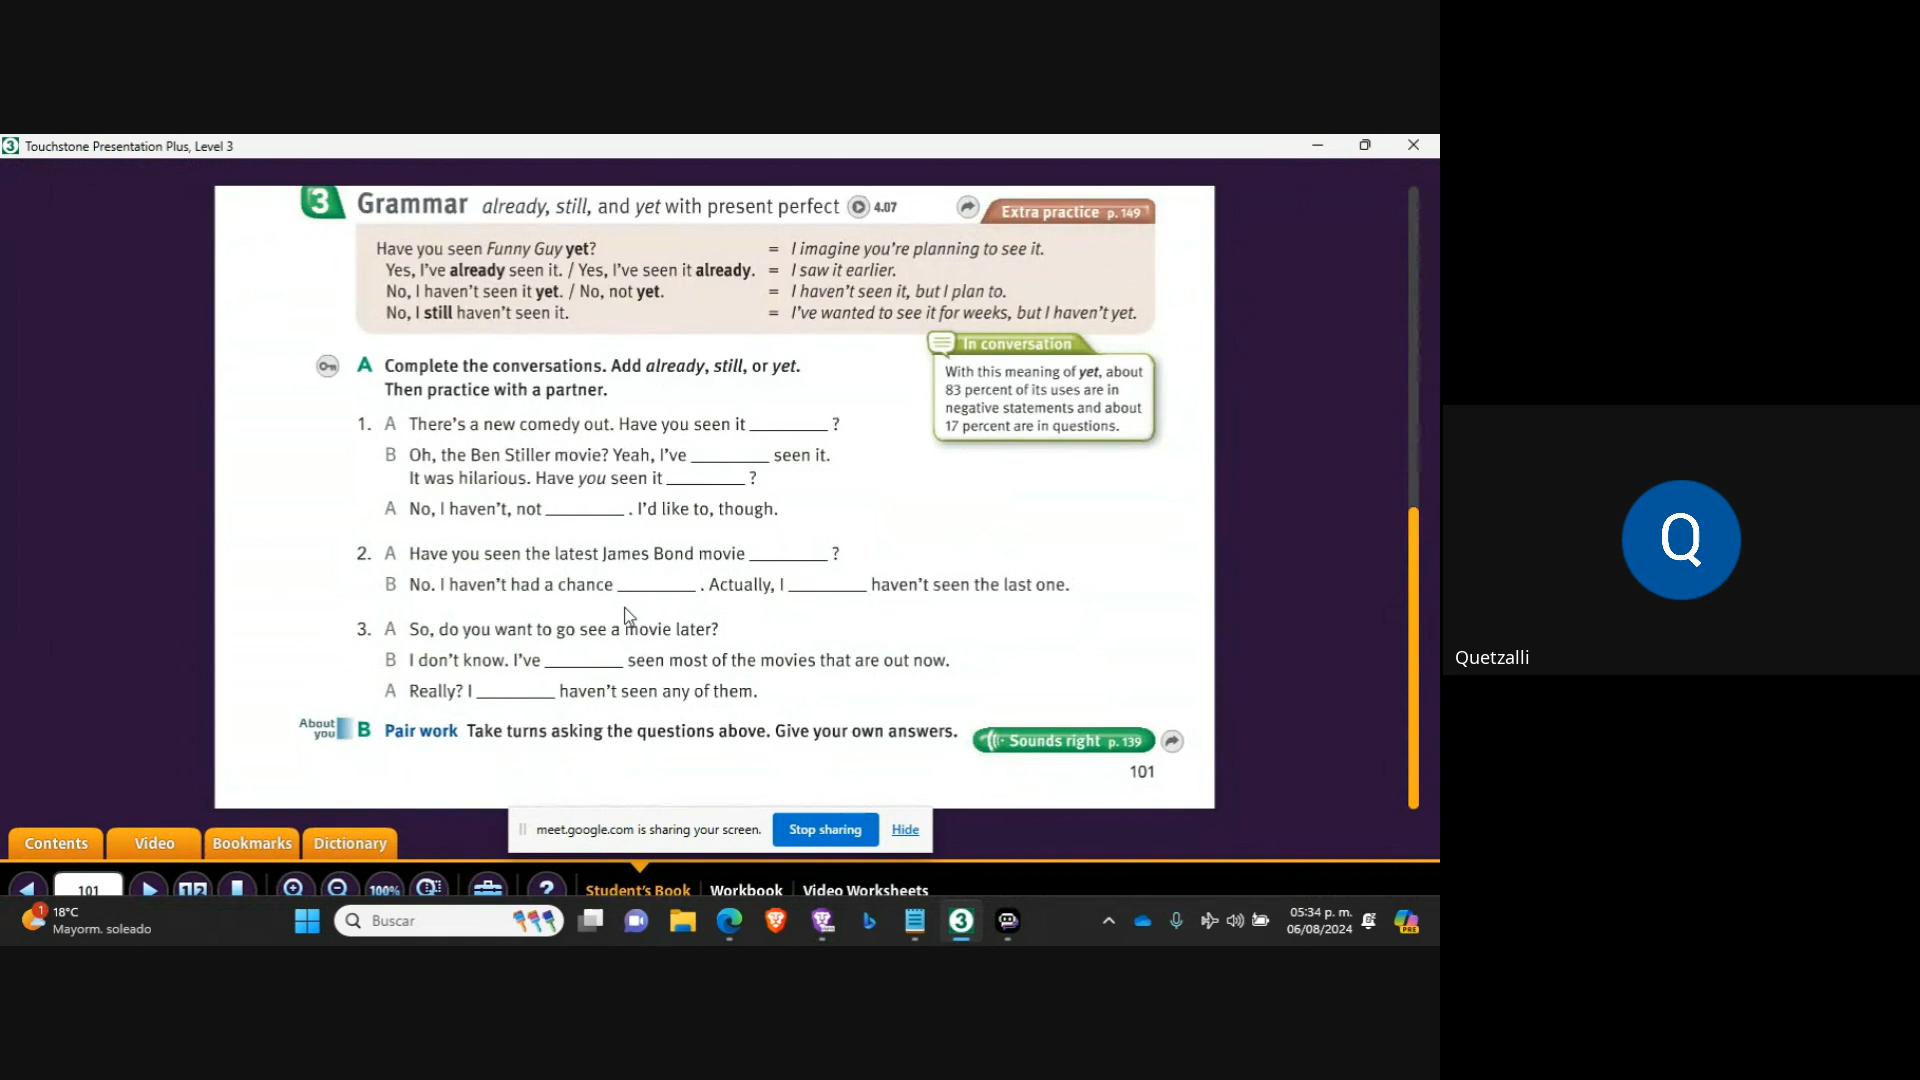 3 Touchstone Presentation Plus, Level 3
3 Grammar already, still, and yet with present perfect 4.07 Extra practice p. 149
Have you seen Funny Guy yet? = I imagine you're planning to see it.
Yes, I've already seen it. / Yes, I've seen it already. = I saw it earlier.
No, I haven't seen it yet. / No, not yet. = I haven't seen it, but I plan to.
No, I still haven't seen it. = I've wanted to see it for weeks, but I haven't yet.
In conversation
With this meaning of yet, about
83 percent of its uses are in
negative statements and about
17 percent are in questions.
A Complete the conversations. Add already, still, or yet.
Then practice with a partner.
1. A There's a new comedy out. Have you seen it ________ ?
B Oh, the Ben Stiller movie? Yeah, I've ________ seen it.
It was hilarious. Have you seen it ________ ?
A No, I haven't, not ________ . I'd like to, though.
2. A Have you seen the latest James Bond movie ________ ?
B No. I haven't had a chance ________ . Actually, I ________ haven't seen the last one.
3. A So, do you want to go see a movie later?
B I don't know. I've ________ seen most of the movies that are out now.
A Really? I ________ haven't seen any of them.
About you B Pair work Take turns asking the questions above. Give your own answers.
Sounds right p. 139
101
meet.google.com is sharing your screen. Stop sharing Hide
Contents Video Bookmarks Dictionary
101 12 100% ? Student's Book Workbook Video Worksheets
1 18°C
Mayorm. soleado
Buscar
3
PRE
05:34 p. m.
06/08/2024
Q
Quetzalli